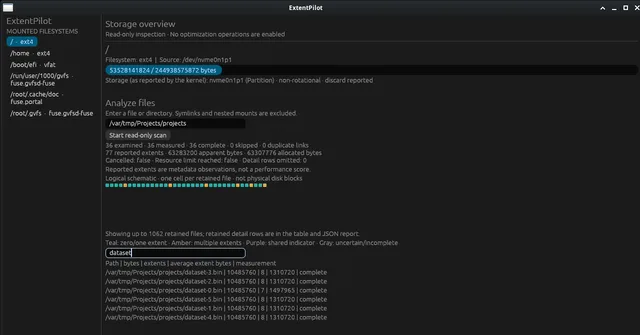 ExtentPilot
ExtentPilot
MOUNTED FILESYSTEMS
/ · ext4
/home · ext4
/boot/efi · vfat
/run/user/1000/gvfs · fuse.gvfsd-fuse
/root/.cache/doc · fuse.portal
/root/.gvfs · fuse.gvfsd-fuse
Storage overview
Read-only inspection · No optimization operations are enabled
/
Filesystem: ext4 | Source: /dev/nvme0n1p1
53528141824 / 244938575872 bytes
Storage (as reported by the kernel): nvme0n1p1 (Partition) · non-rotational · discard reported
Analyze files
Enter a file or directory. Symlinks and nested mounts are excluded.
/var/tmp/Projects/projects
Start read-only scan
36 examined · 36 measured · 36 complete · 0 skipped · 0 duplicate links
77 reported extents · 63283200 apparent bytes · 63307776 allocated bytes
Cancelled: false · Resource limit reached: false · Detail rows omitted: 0
Reported extents are metadata observations, not a performance score.
Logical schematic · one cell per retained file · not physical disk blocks
Showing up to 1062 retained files, retained detail rows are in the table and JSON report.
Teal: zero/one extent · Amber: multiple extents · Purple: shared indicator · Gray: uncertain/incomplete
dataset
Path | bytes | extents | average extent bytes | measurement
/var/tmp/Projects/projects/dataset-3.bin | 10485760 | 8 | 1310720 | complete
/var/tmp/Projects/projects/dataset-2.bin | 10485760 | 8 | 1310720 | complete
/var/tmp/Projects/projects/dataset-0.bin | 10485760 | 7 | 1497965 | complete
/var/tmp/Projects/projects/dataset-5.bin | 10485760 | 8 | 1310720 | complete
/var/tmp/Projects/projects/dataset-1.bin | 10485760 | 8 | 1310720 | complete
/var/tmp/Projects/projects/dataset-4.bin | 10485760 | 8 | 1310720 | complete